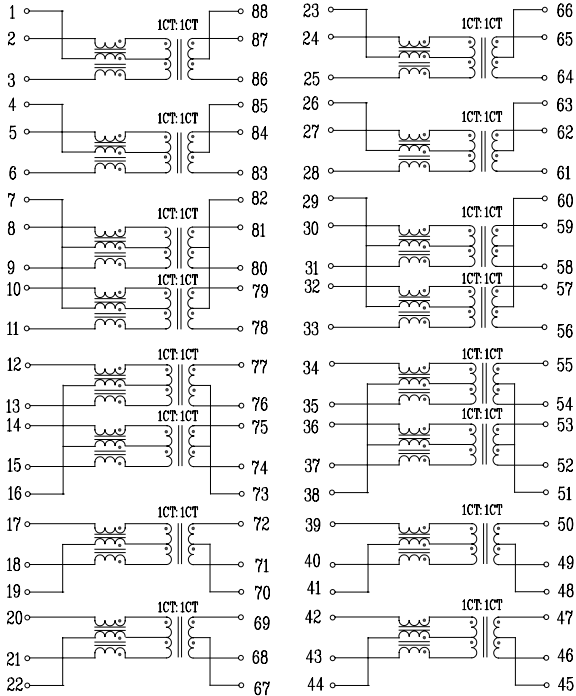 1 88 23 66
1CT:1CT 1CT:1CT
2 87 24 65
3 86 25 64
4 85 26 63
1CT:1CT 1CT:1CT
5 84 27 62
6 83 28 61
7 82 29 60
1CT:1CT 1CT:1CT
8 81 30 59
9 80 31 58
1CT:1CT 1CT:1CT
10 79 32 57
11 78 33 56
1CT:1CT 1CT:1CT
12 77 34 55
13 76 35 54
1CT:1CT 1CT:1CT
14 75 36 53
15 74 37 52
16 73 38 51
1CT:1CT 1CT:1CT
17 72 39 50
18 71 40 49
19 70 41 48
1CT:1CT 1CT:1CT
20 69 42 47
21 68 43 46
22 67 44 45